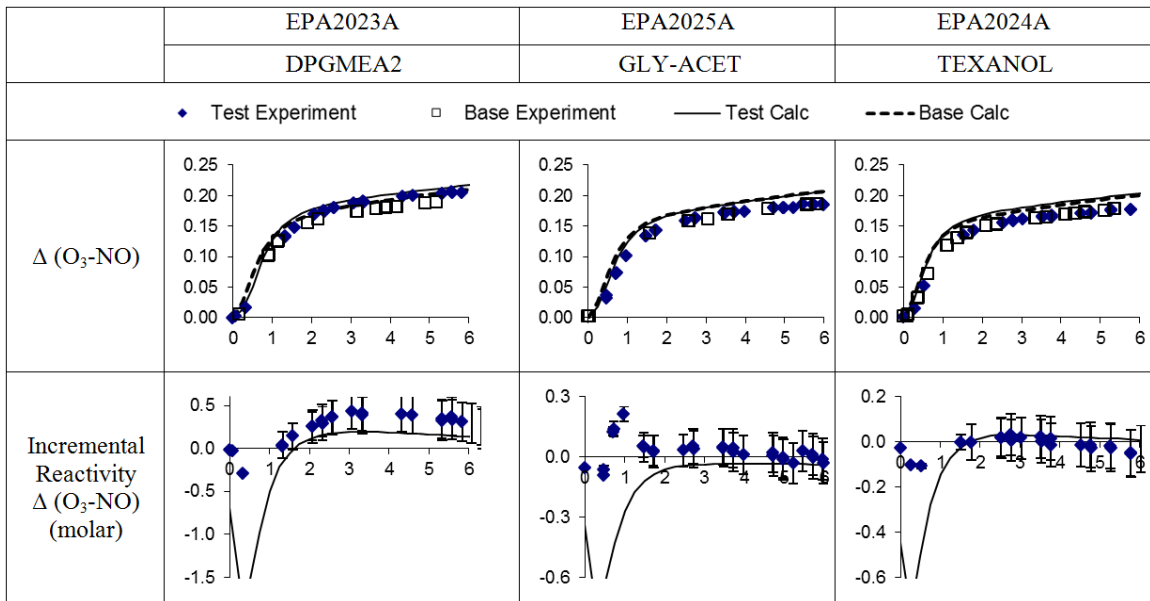 EPA2023A EPA2025A EPA2024A
DPGMEA2 GLY-ACET TEXANOL
Test Experiment Base Experiment Test Calc Base Calc
Δ (O₃-NO)
0.25
0.20
0.15
0.10
0.05
0.00
0 1 2 3 4 5 6
0.25
0.20
0.15
0.10
0.05
0.00
0 1 2 3 4 5 6
0.25
0.20
0.15
0.10
0.05
0.00
0 1 2 3 4 5 6
Incremental
Reactivity
Δ (O₃-NO)
(molar)
0.5
0.0
-0.5
-1.0
-1.5
0 1 2 3 4 5 6
0.3
0.0
-0.3
-0.6
0 1 2 3 4 5 6
0.2
0.0
-0.2
-0.4
-0.6
0 1 2 3 4 5 6